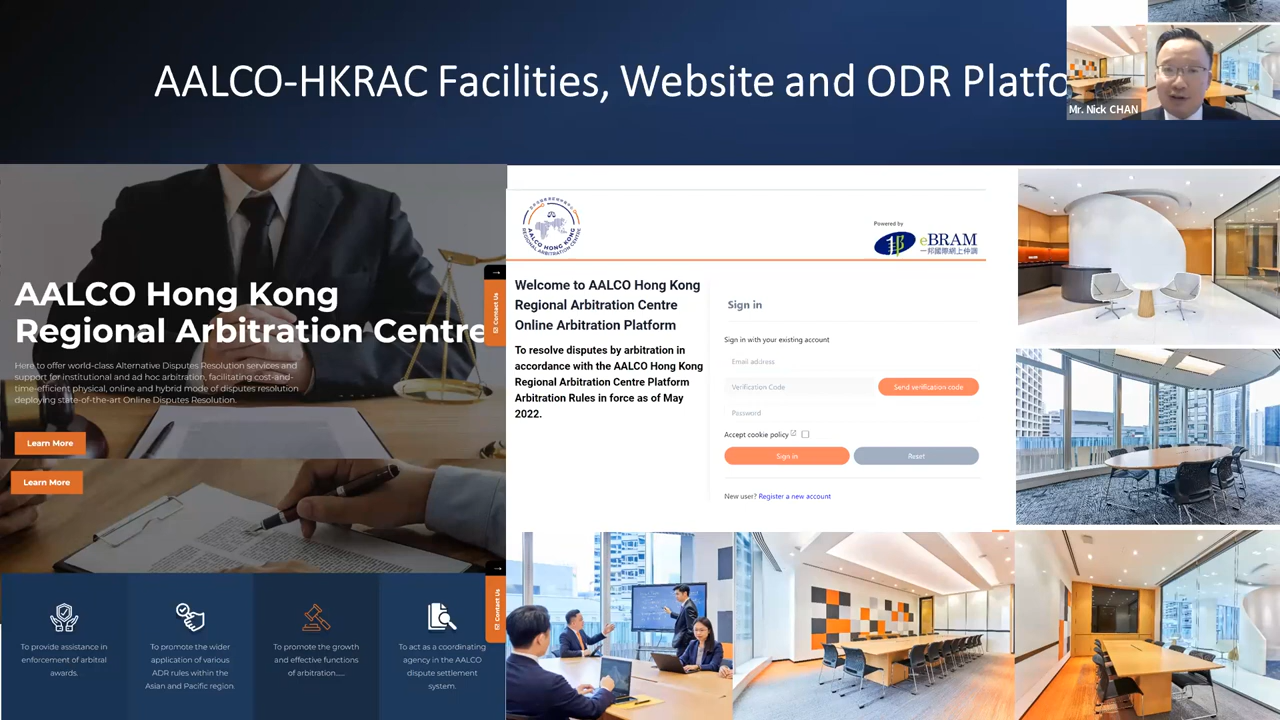 AALCO-HKRAC Facilities, Website and ODR Platfo
Mr. Nick CHAN
AALCO Hong Kong
Regional Arbitration Centre
Here to offer world-class Alternative Disputes Resolution services and
support for institutional and ad hoc arbitration, facilitating cost-and-
time-efficient physical, online and hybrid mode of disputes resolution
deploying state-of-the-art Online Disputes Resolution.
Learn More
Learn More
Contact Us
Contact Us
To provide assistance in
enforcement of arbitral
awards.
To promote the wider
application of various
ADR rules within the
Asian and Pacific region.
To promote the growth
and effective functions
of arbitration.....
To act as a coordinating
agency in the AALCO
dispute settlement
system.
AALCO HONG KONG
REGIONAL ARBITRATION CENTRE
Powered by
eBRAM
一邦國際網上仲調
Welcome to AALCO Hong Kong
Regional Arbitration Centre
Online Arbitration Platform
To resolve disputes by arbitration in
accordance with the AALCO Hong Kong
Regional Arbitration Centre Platform
Arbitration Rules in force as of May
2022.
Sign in
Sign in with your existing account
Email address
Verification Code
Send verification code
Password
Accept cookie policy
Sign in
Reset
New user? Register a new account